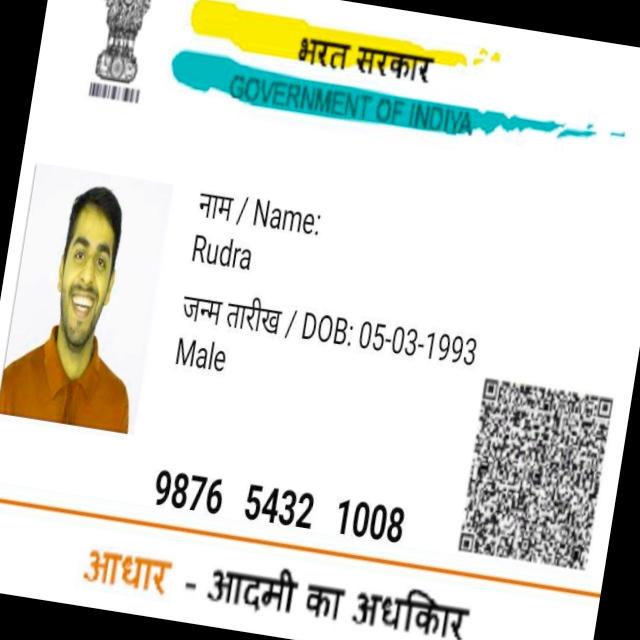 भरत सरकार
GOVERNMENT OF INDIYA
नाम / Name:
Rudra
जन्म तारीख / DOB: 05-03-1993
Male
9876 5432 1008
आधार - आदमी का अधकिार